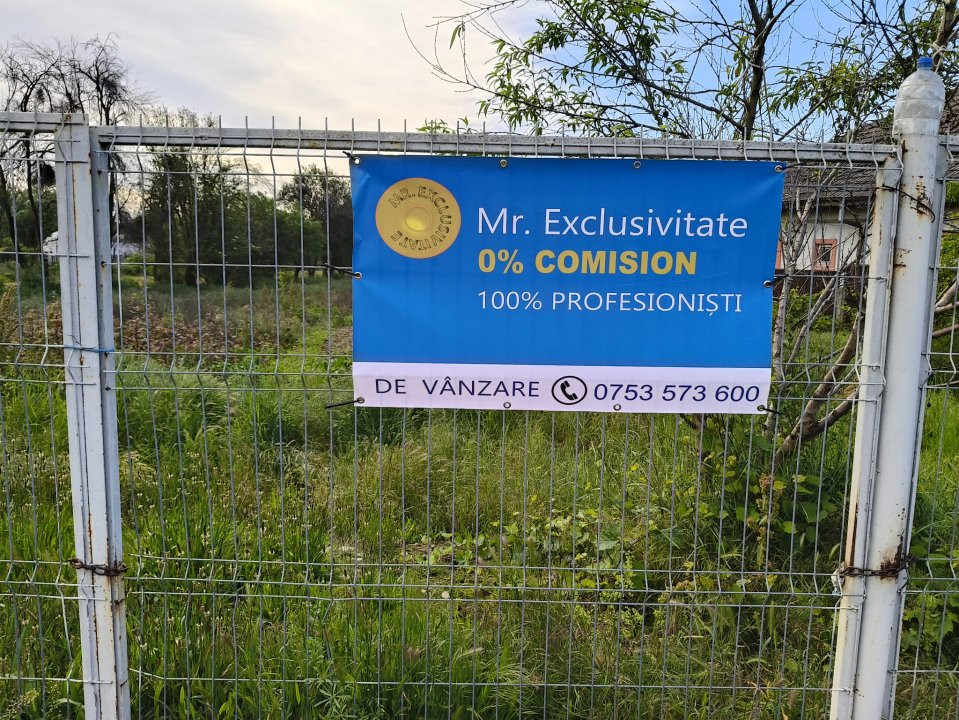 MR. EXCLUSIVITATE
Mr. Exclusivitate
0% COMISION
100% PROFESIONIȘTI
DE VÂNZARE 0753 573 600